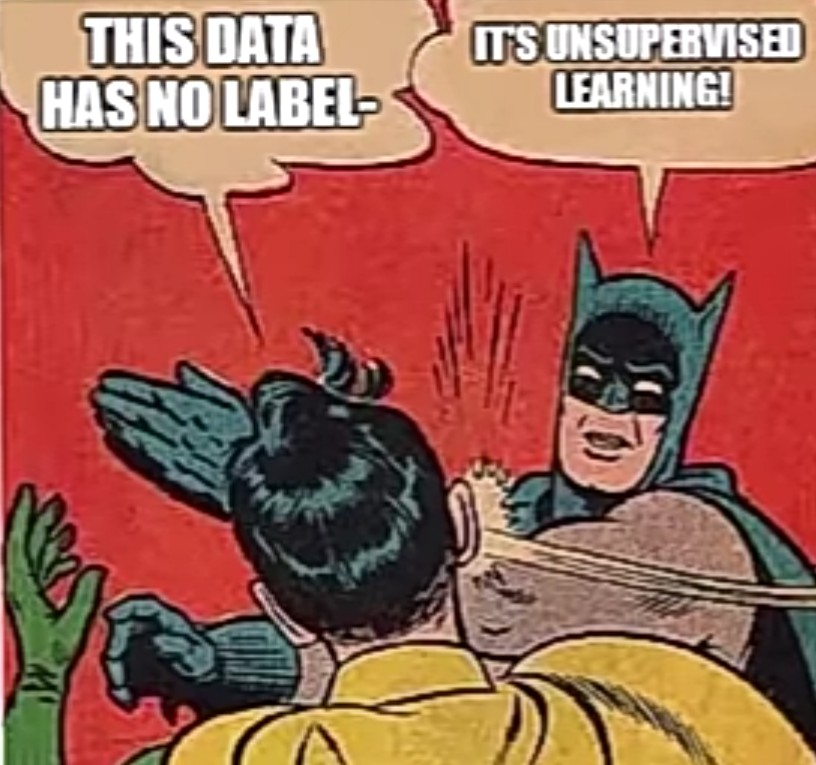 THIS DATA
HAS NO LABEL-
IT'S UNSUPERVISED
LEARNING!